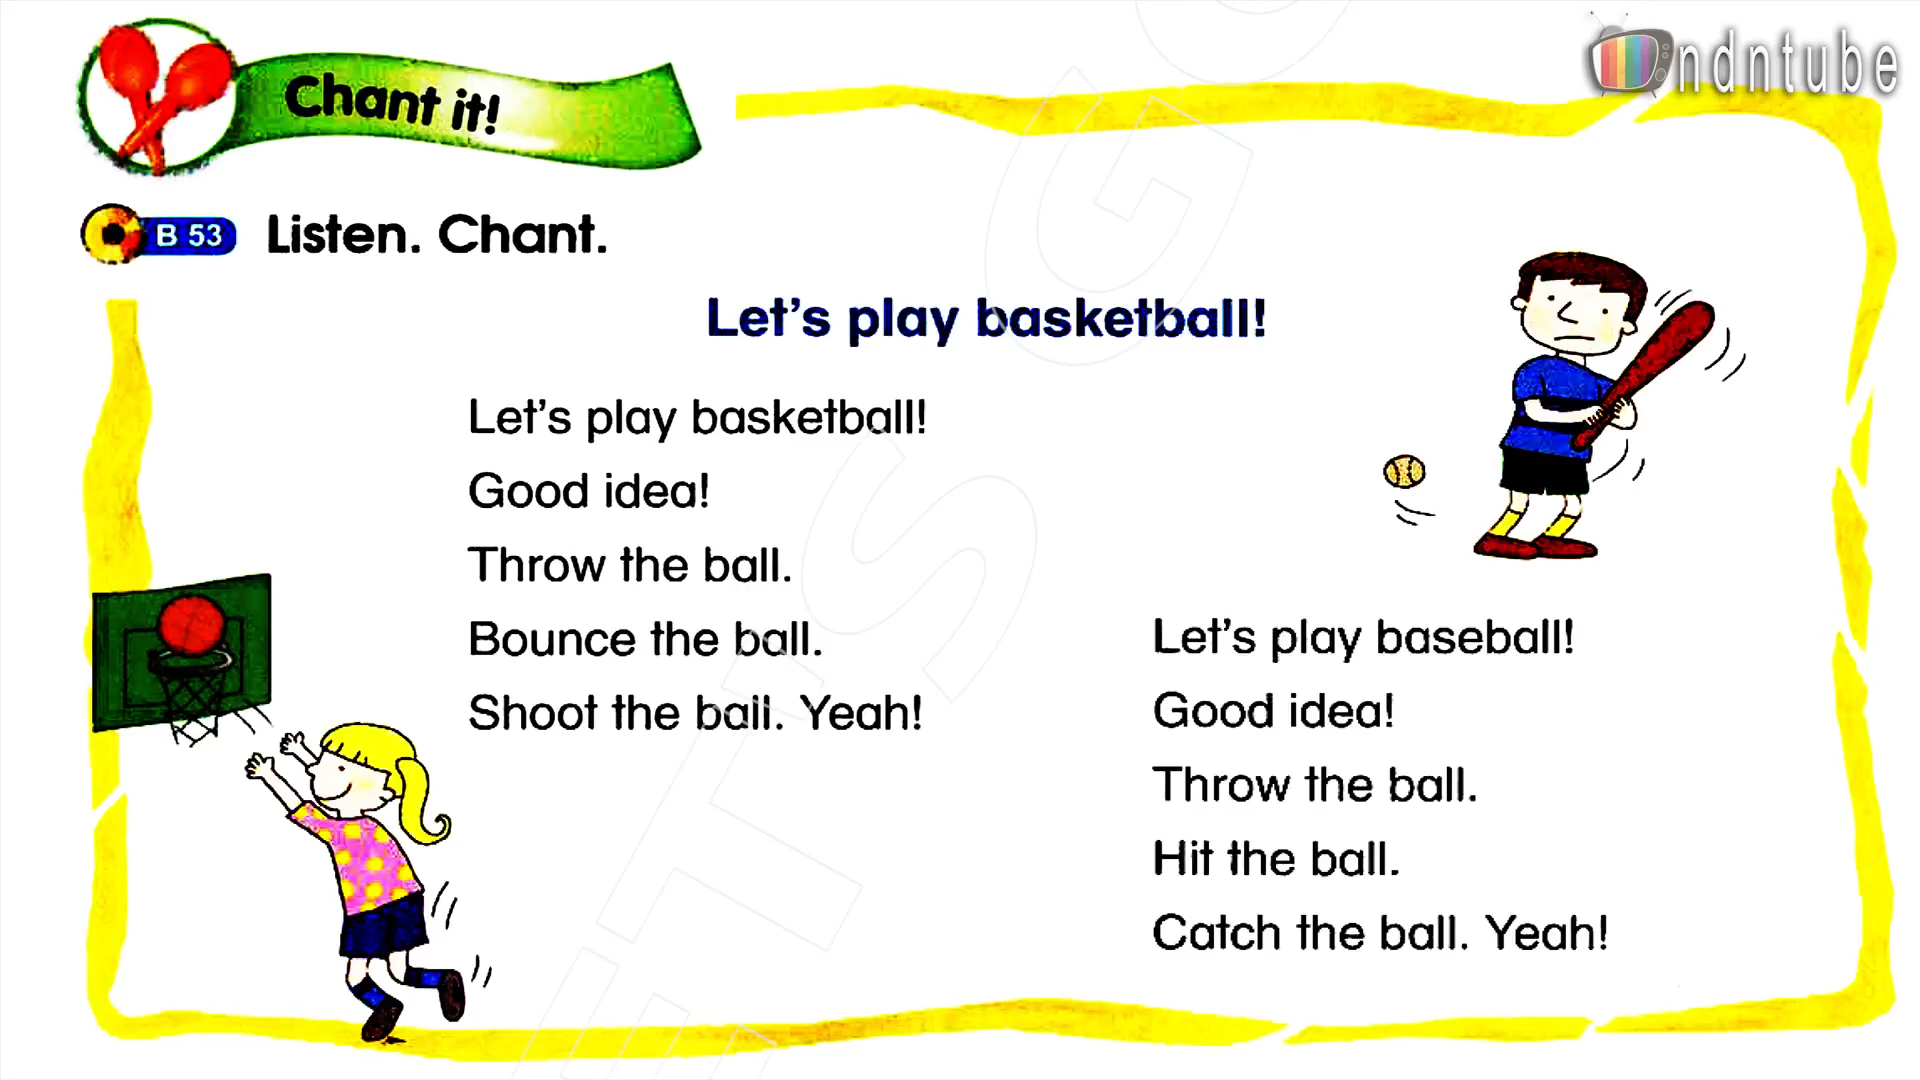 ndntube
Chant it!
B 53 Listen. Chant.
Let's play basketball!
Let's play basketball!
Good idea!
Throw the ball.
Bounce the ball.
Shoot the ball. Yeah!
Let's play baseball!
Good idea!
Throw the ball.
Hit the ball.
Catch the ball. Yeah!
LET'S GO